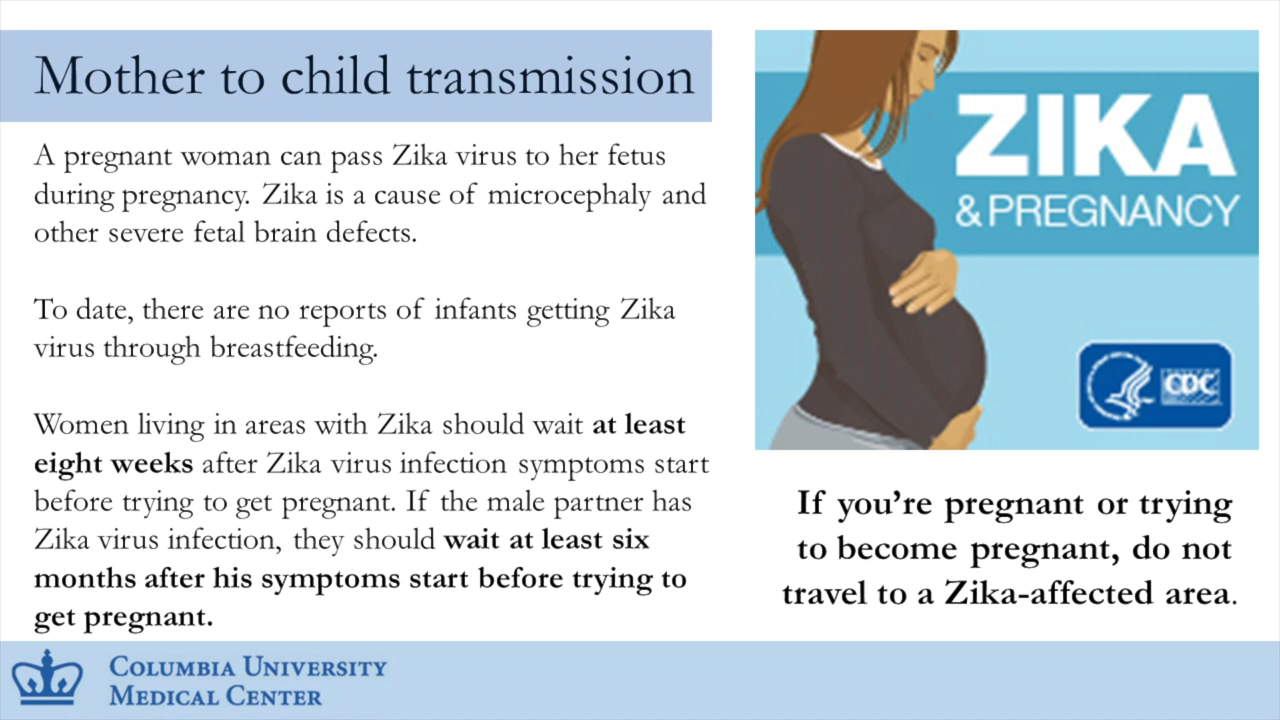 Mother to child transmission
A pregnant woman can pass Zika virus to her fetus
during pregnancy. Zika is a cause of microcephaly and
other severe fetal brain defects.
To date, there are no reports of infants getting Zika
virus through breastfeeding.
Women living in areas with Zika should wait at least
eight weeks after Zika virus infection symptoms start
before trying to get pregnant. If the male partner has
Zika virus infection, they should wait at least six
months after his symptoms start before trying to
get pregnant.
ZIKA
& PREGNANCY
CDC
If you’re pregnant or trying
to become pregnant, do not
travel to a Zika-affected area.
COLUMBIA UNIVERSITY
MEDICAL CENTER